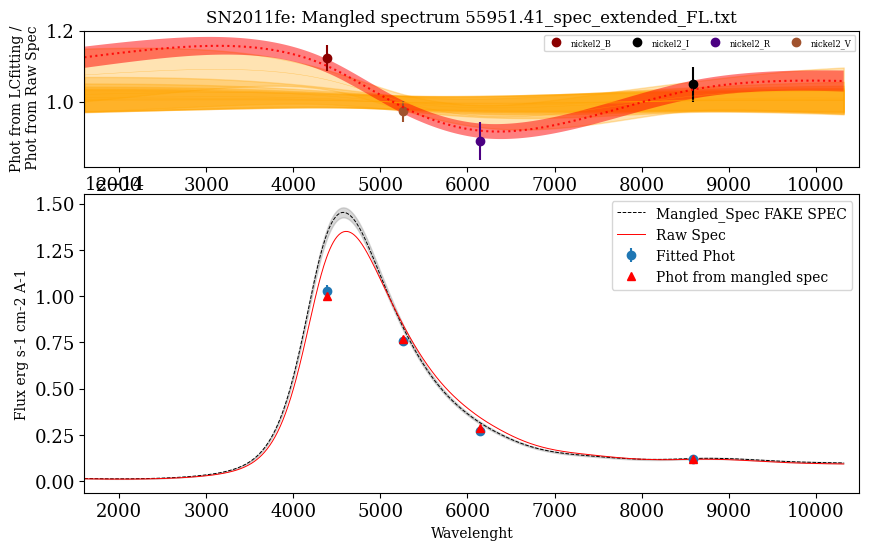 SN2011fe: Mangled spectrum 55951.41_spec_extended_FL.txt
Phot from LCfitting /
Phot from Raw Spec
1.2
1.0
nickel2_B
nickel2_I
nickel2_R
nickel2_V
2000 3000 4000 5000 6000 7000 8000 9000 10000
1e−14
Flux erg s-1 cm-2 A-1
1.50
1.25
1.00
0.75
0.50
0.25
0.00
Mangled_Spec FAKE SPEC
Raw Spec
Fitted Phot
Phot from mangled spec
2000 3000 4000 5000 6000 7000 8000 9000 10000
Wavelenght